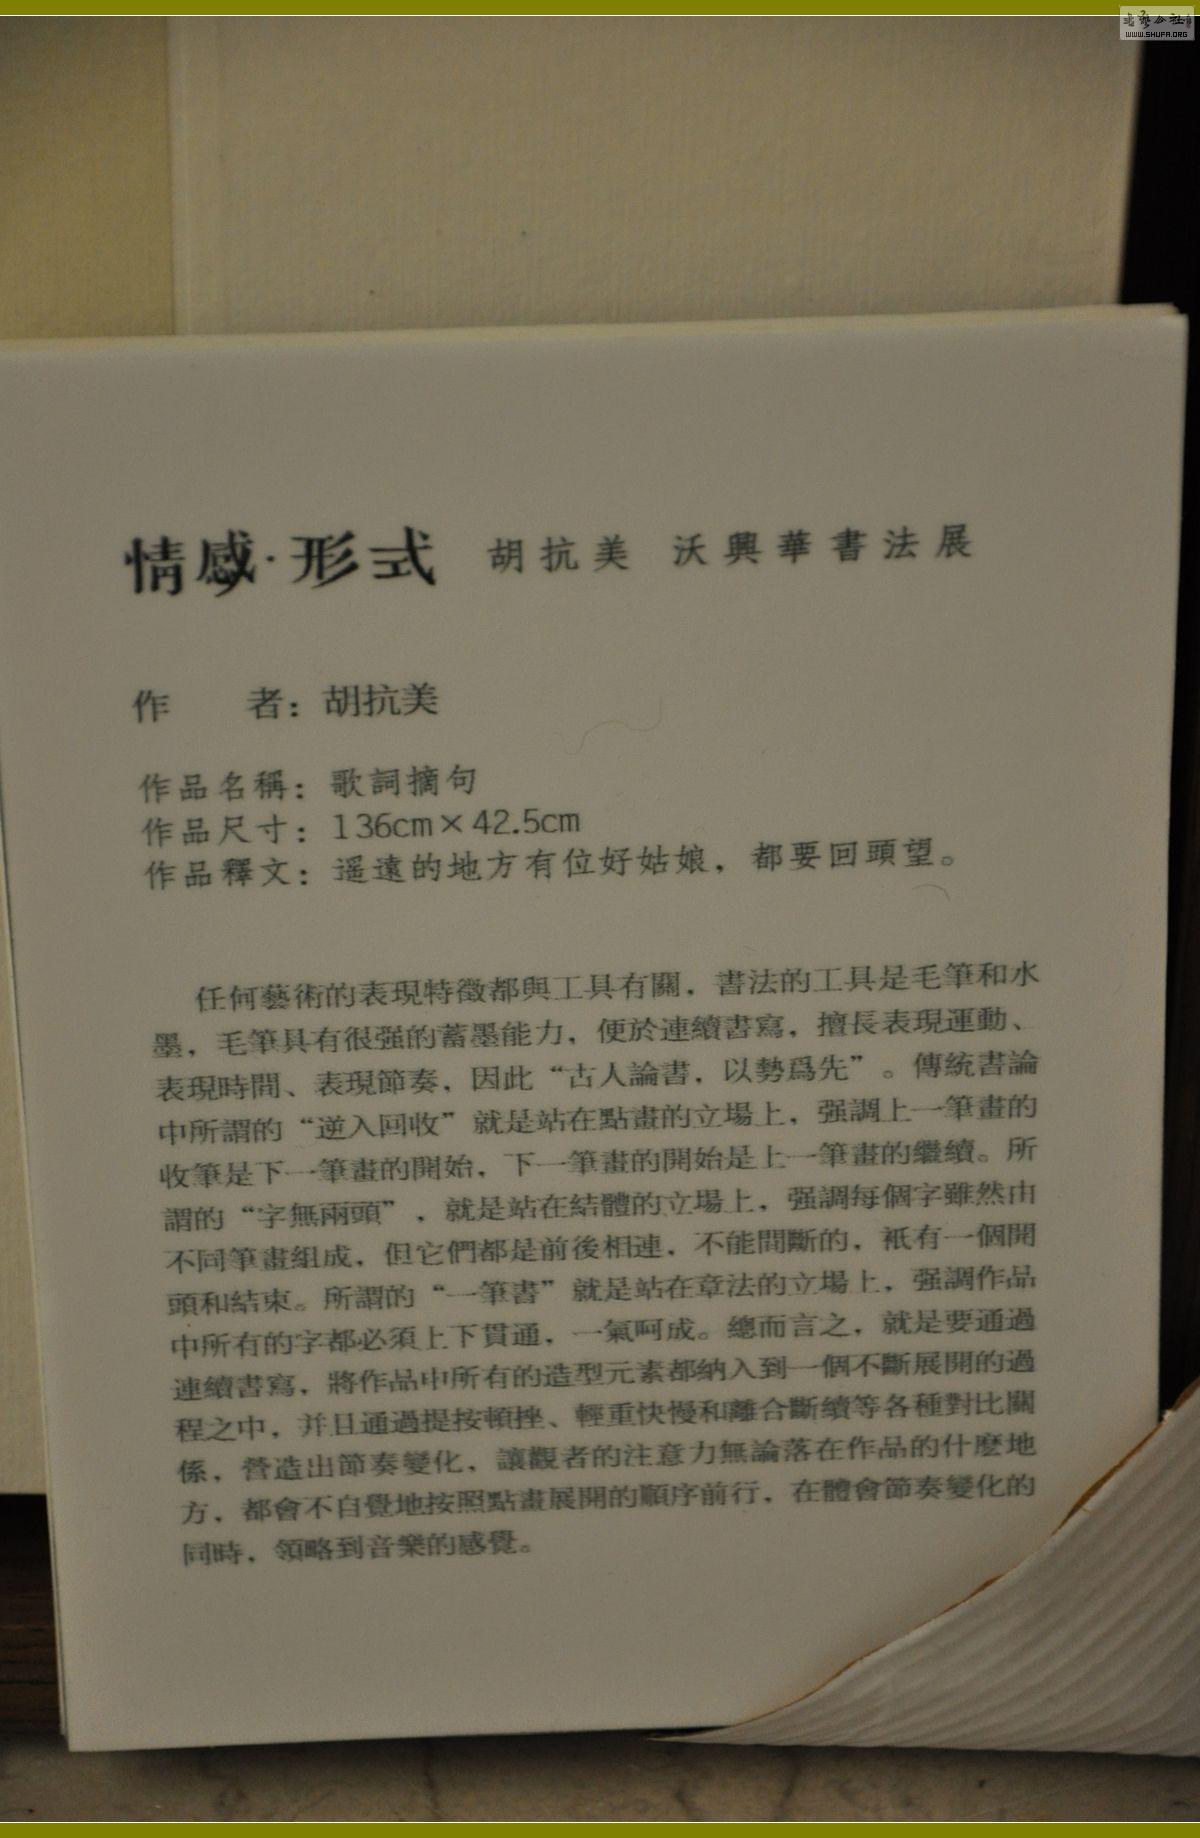 WWW.SHUFA.ORG
情感·形式 胡抗美 沃興華書法展
作 者：胡抗美
作品名稱：歌詞摘句
作品尺寸：136cm×42.5cm
作品釋文：遥遠的地方有位好姑娘，都要回頭望。
任何藝術的表現特徵都與工具有關，書法的工具是毛筆和水
墨，毛筆具有很强的蓄墨能力，便於連續書寫，擅長表現運動、
表現時間、表現節奏，因此“古人論書，以勢爲先”。傳統書論
中所謂的“逆入回收”就是站在點畫的立場上，强調上一筆畫的
收筆是下一筆畫的開始，下一筆畫的開始是上一筆畫的繼續。所
謂的“字無兩頭”，就是站在結體的立場上，强調每個字雖然由
不同筆畫組成，但它們都是前後相連，不能間斷的，衹有一個開
頭和結束。所謂的“一筆書”就是站在章法的立場上，强調作品
中所有的字都必須上下貫通，一氣呵成。總而言之，就是要通過
連續書寫，將作品中所有的造型元素都納入到一個不斷展開的過
程之中，并且通過提按頓挫、輕重快慢和離合斷續等各種對比關
係，營造出節奏變化，讓觀者的注意力無論落在作品的什麽地
方，都會不自覺地按照點畫展開的順序前行，在體會節奏變化的
同時，領略到音樂的感覺。